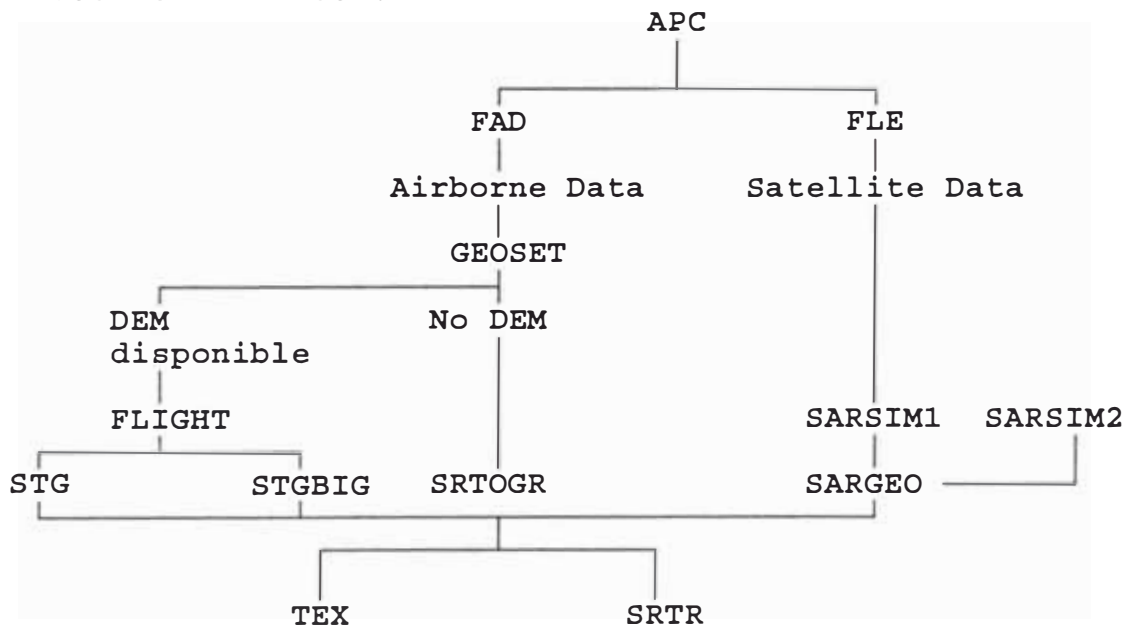 APC
FAD FLE
Airborne Data Satellite Data
GEOSET
DEM No DEM
disponible
FLIGHT SARSIM1 SARSIM2
STG STGBIG SRTOGR SARGEO
TEX SRTR